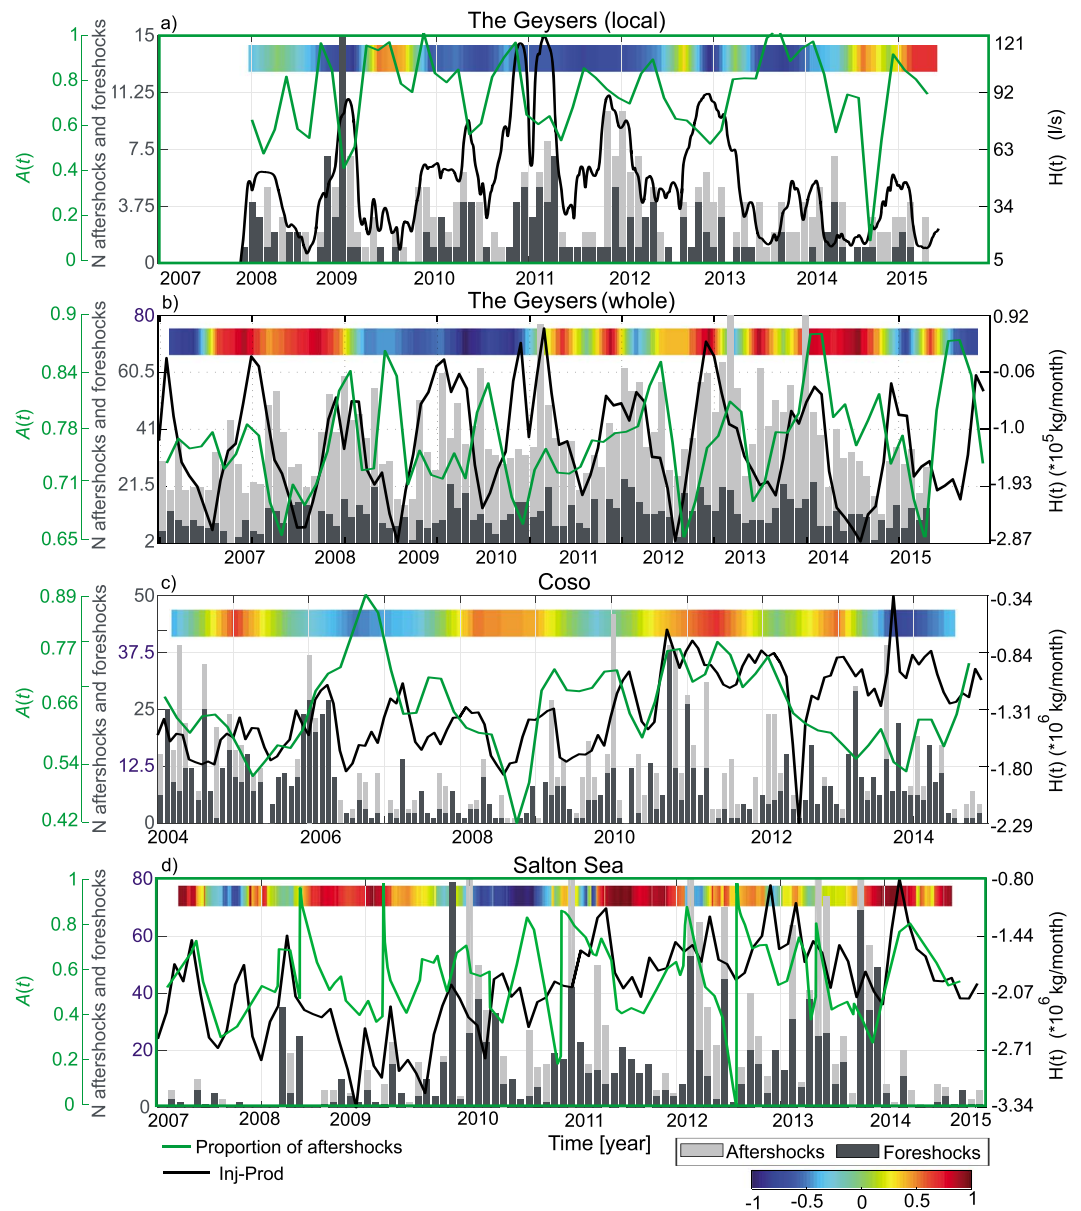 a) The Geysers (local)
1 15 121
0.8 11.25 92
0.6 7.5 63
0.4
0.2 3.75 34
0 0 5
A(t)
N aftershocks and foreshocks
H(t) (l/s)
2007 2008 2009 2010 2011 2012 2013 2014 2015
b) The Geysers (whole)
0.9 80 0.92
0.84 60.5 -0.06
0.78 41 -1.0
0.71 21.5 -1.93
0.65 2 -2.87
A(t)
N aftershocks and foreshocks
H(t) (*10⁵ kg/month)
2007 2008 2009 2010 2011 2012 2013 2014 2015
c) Coso
0.89 50 -0.34
0.77 37.5 -0.84
0.66 25 -1.31
0.54 12.5 -1.80
0.42 0 -2.29
A(t)
N aftershocks and foreshocks
H(t) (*10⁶ kg/month)
2004 2006 2008 2010 2012 2014
d) Salton Sea
1 80 -0.80
0.8 60 -1.44
0.6
40 -2.07
0.4
0.2 20 -2.71
0 0 -3.34
A(t)
N aftershocks and foreshocks
H(t) (*10⁶ kg/month)
2007 2008 2009 2010 2011 2012 2013 2014 2015
Time [year]
Proportion of aftershocks
Inj-Prod
Aftershocks Foreshocks
-1 -0.5 0 0.5 1